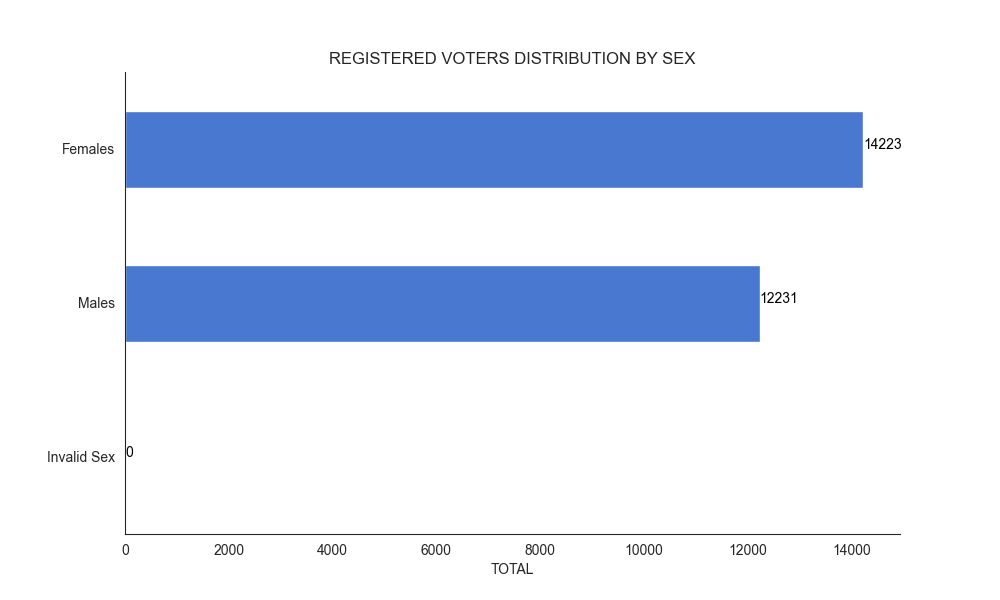 REGISTERED VOTERS DISTRIBUTION BY SEX
Females 14223
Males 12231
Invalid Sex 0
0 2000 4000 6000 8000 10000 12000 14000
TOTAL